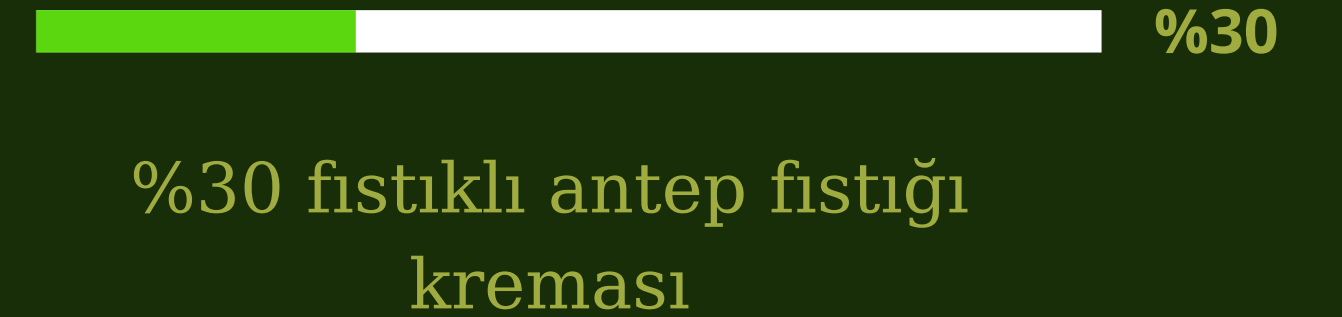 %30
%30 fıstıklı antep fıstığı
kreması